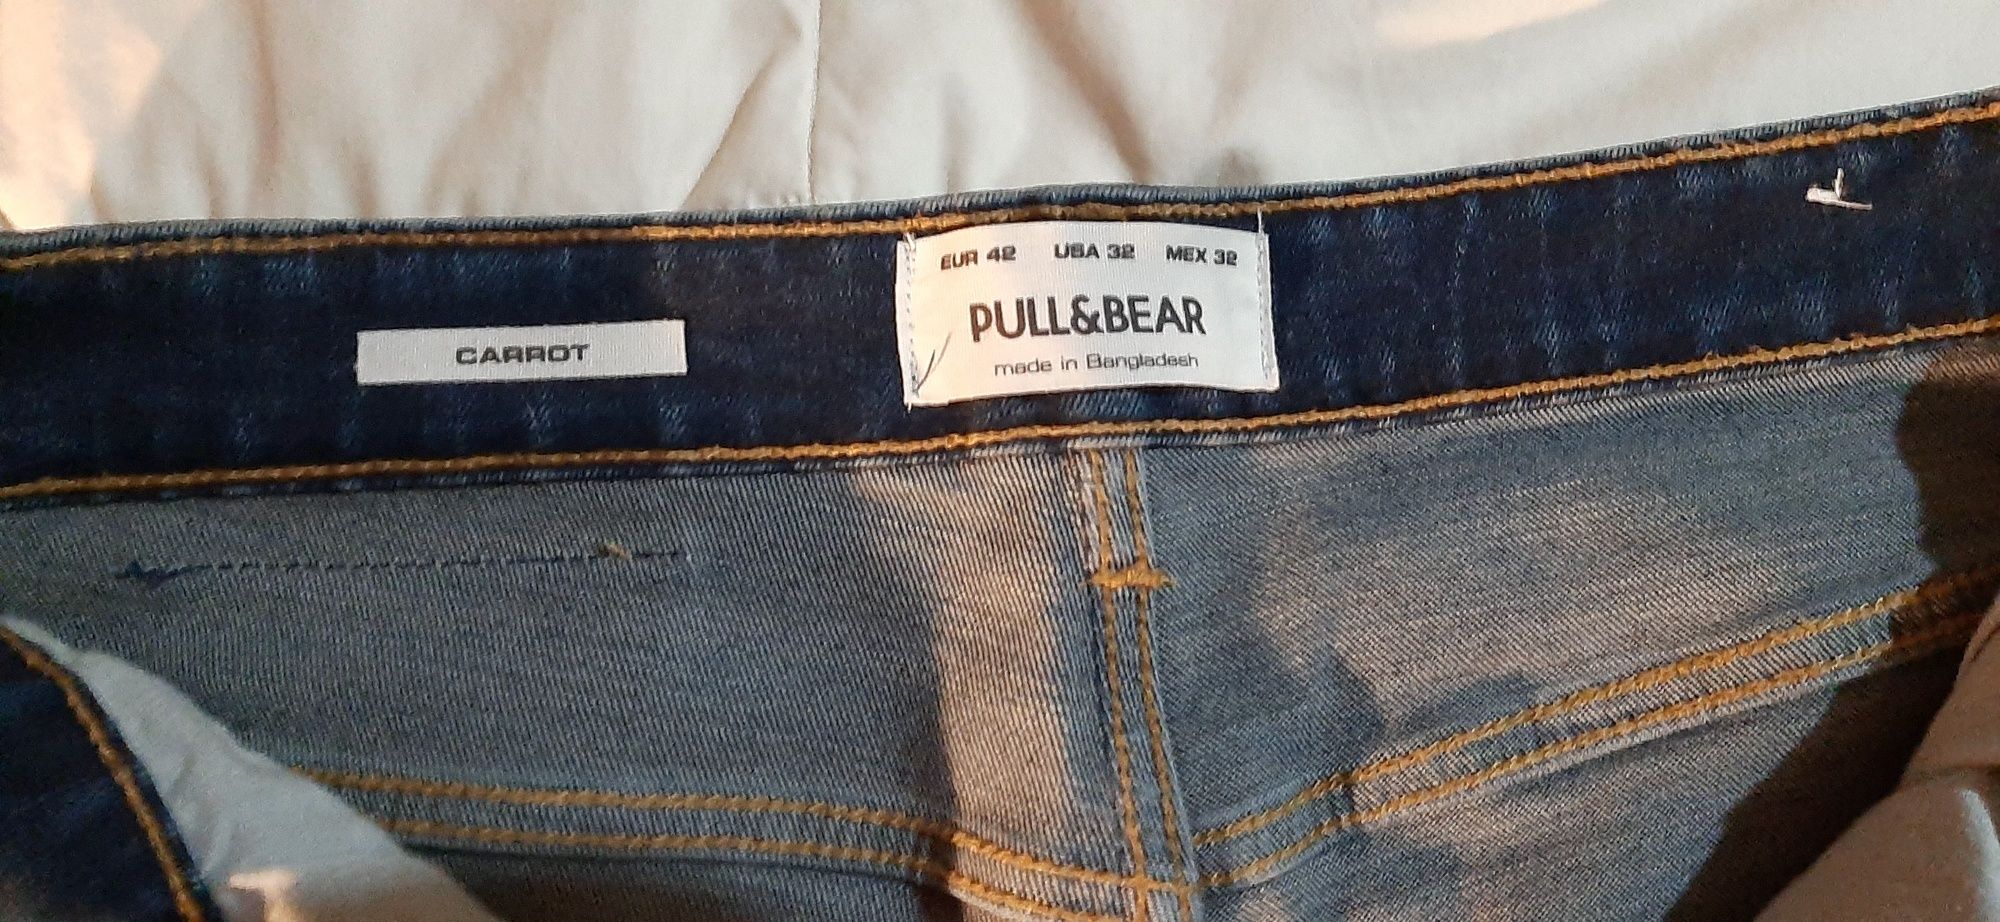 CARROT
EUR 42 USA 32 MEX 32
PULL&BEAR
made in Bangladesh